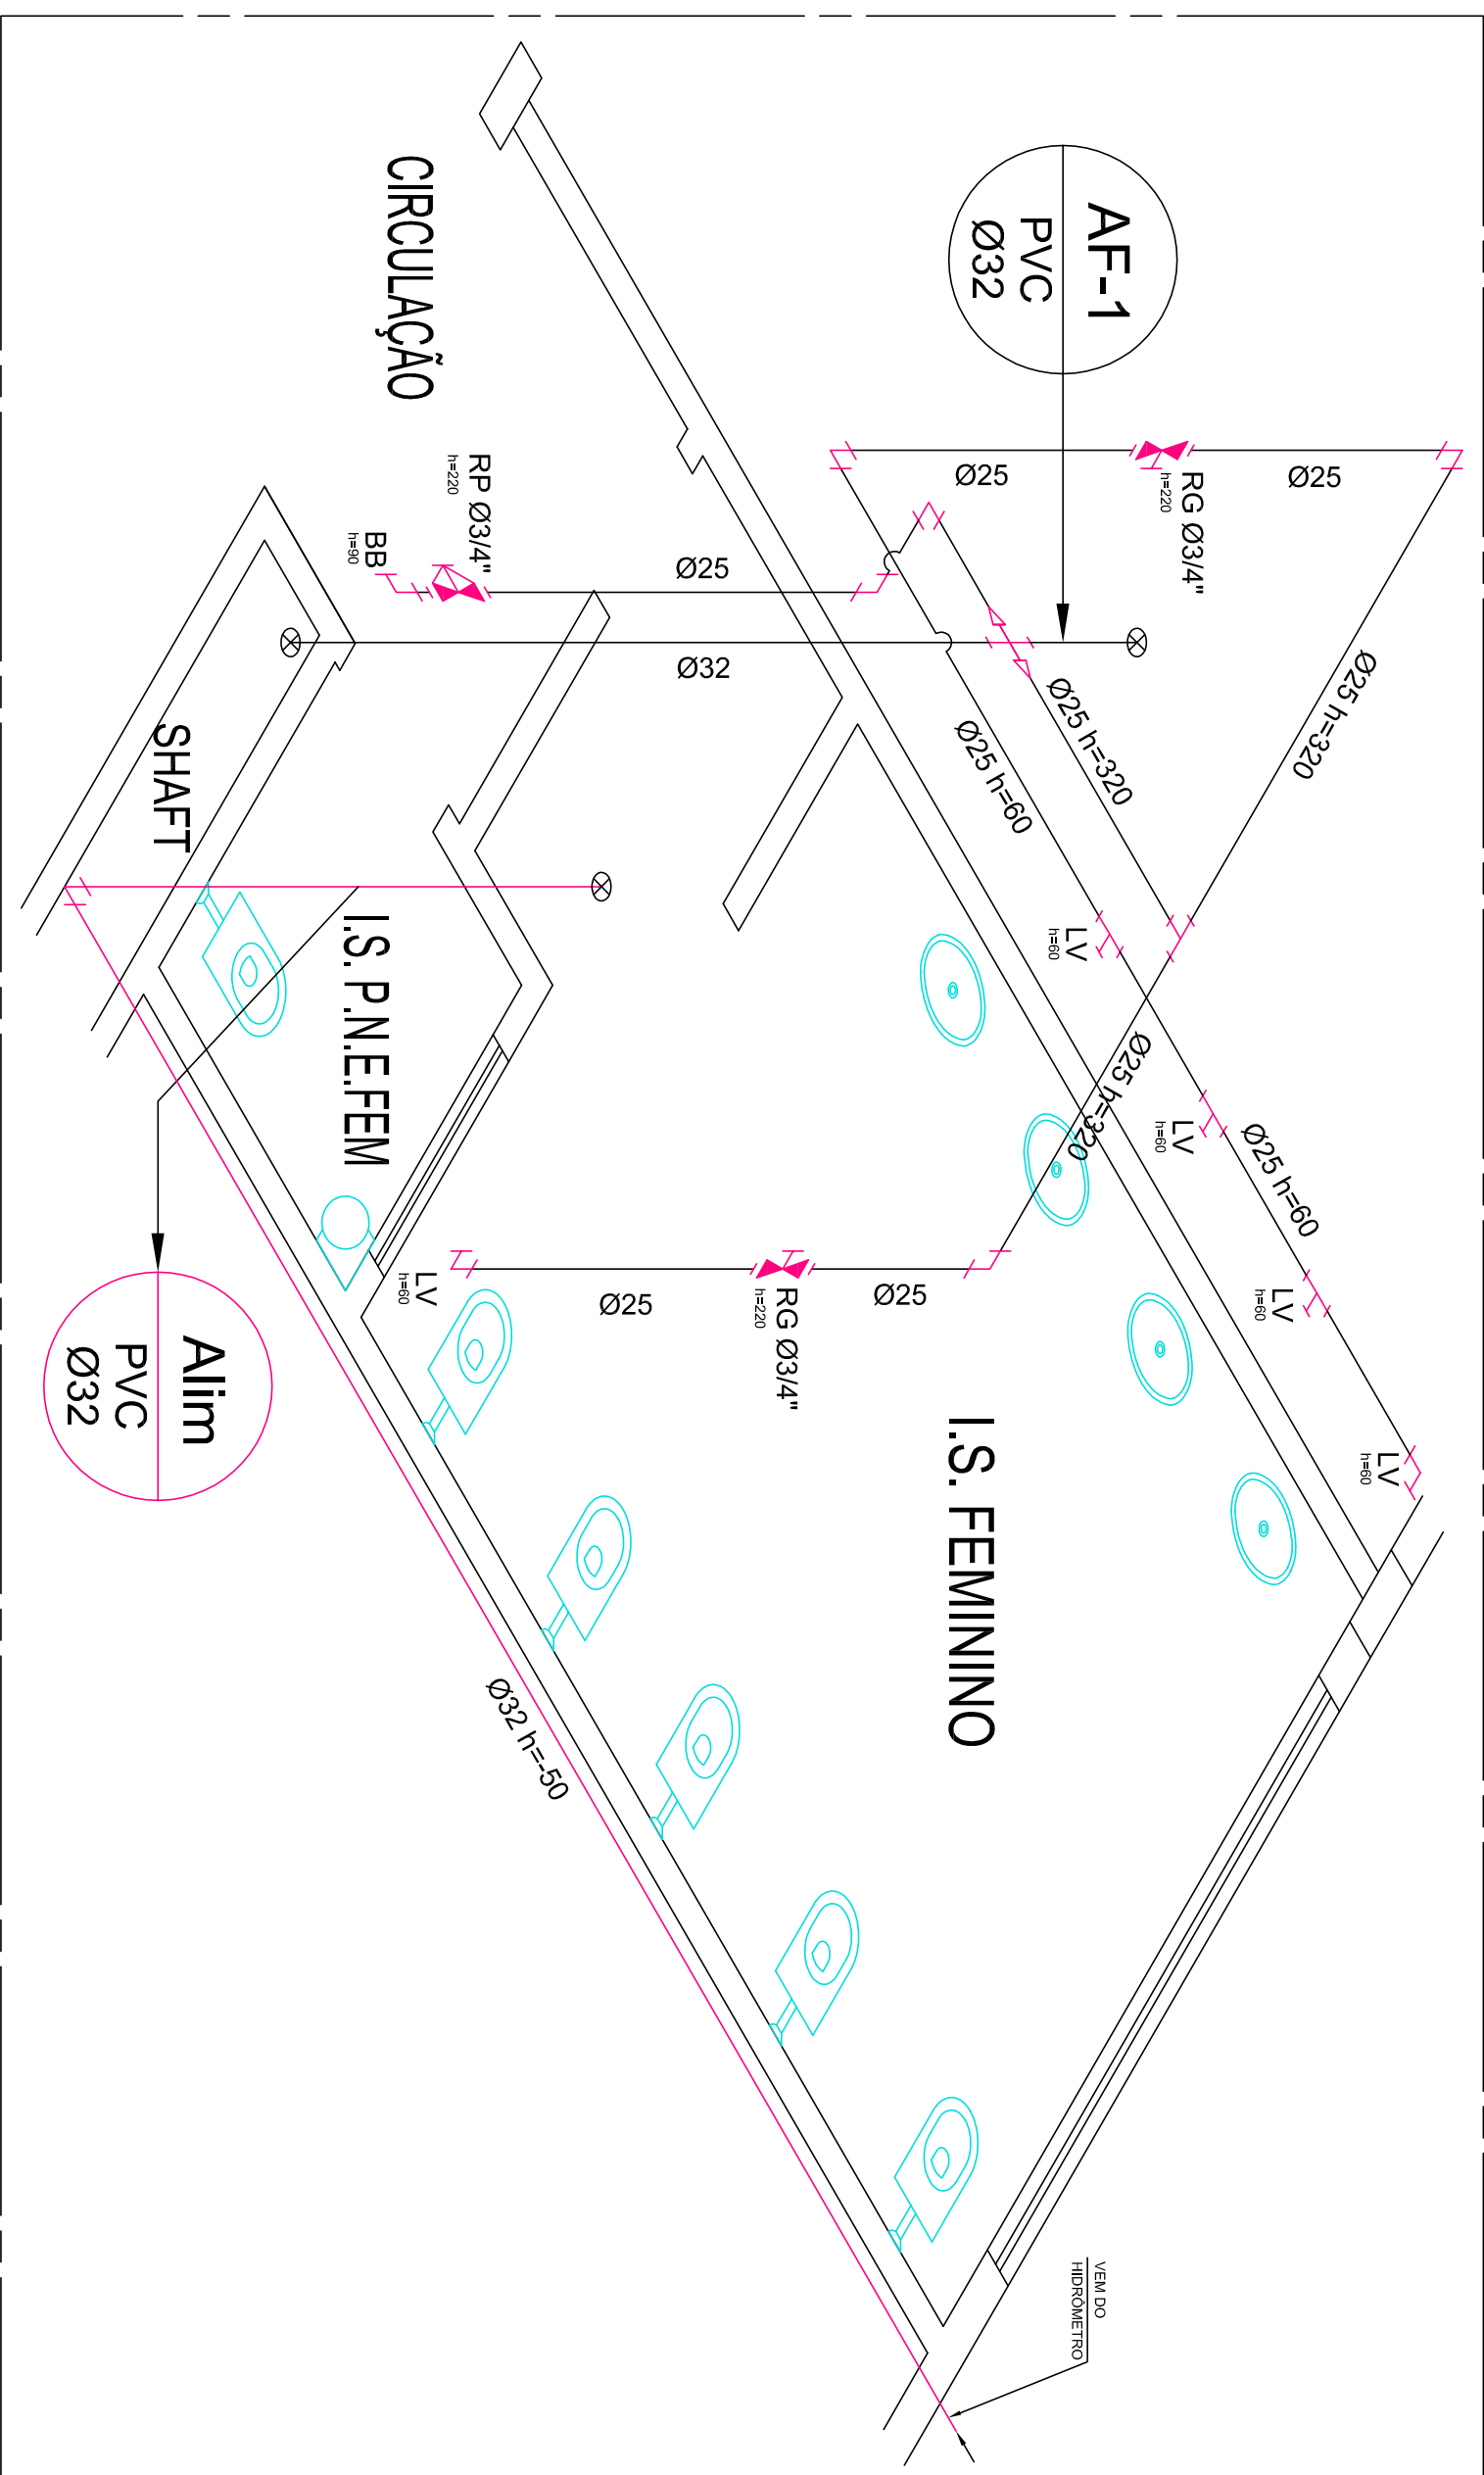 AF-1
PVC
Ø32
CIRCULAÇÃO
RG Ø3/4"
h=220
Ø25
Ø25
RP Ø3/4"
h=220
BB
h=90
Ø25
Ø32
Ø25 h=320
Ø25 h=320
Ø25 h=60
SHAFT
LV
h=60
I.S. P.N.E.FEM
Ø25 h=320
LV
h=60
Ø25 h=60
LV
h=60
LV
h=60
Ø25
Ø25
RG Ø3/4"
h=220
LV
h=60
Alim
PVC
Ø32
I.S. FEMININO
Ø32 h=-50
VEM DO
HIDRÔMETRO